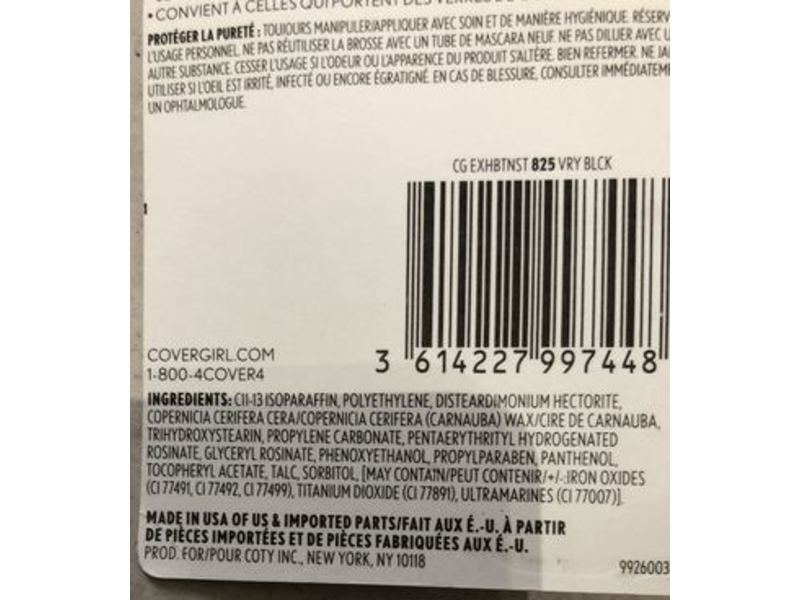 • CONVIENT À CELLES QUI PORTENT DES
PROTÉGER LA PURETÉ : TOUJOURS MANIPULER/APPLIQUER AVEC SOIN ET DE MANIÈRE HYGIÉNIQUE. RÉSERV
L'USAGE PERSONNEL. NE PAS RÉUTILISER LA BROSSE AVEC UN TUBE DE MASCARA NEUF. NE PAS DILUER AVEC
AUTRE SUBSTANCE. CESSER L'USAGE SI L'ODEUR OU L'APPARENCE DU PRODUIT S'ALTÈRE. BIEN REFERMER. NE
UTILISER SI L'OEIL EST IRRITÉ, INFECTÉ OU ENCORE ÉGRATIGNÉ. EN CAS DE BLESSURE, CONSULTER IMMÉDIATEM
UN OPHTALMOLOGUE.
CG EXHBTNST 825 VRY BLCK
3 614227 997448
COVERGIRL.COM
1-800-4COVER4
INGREDIENTS: C11-13 ISOPARAFFIN, POLYETHYLENE, DISTEARDIMONIUM HECTORITE,
COPERNICIA CERIFERA CERA/COPERNICIA CERIFERA (CARNAUBA) WAX/CIRE DE CARNAUBA,
TRIHYDROXYSTEARIN, PROPYLENE CARBONATE, PENTAERYTHRITYL HYDROGENATED
ROSINATE, GLYCERYL ROSINATE, PHENOXYETHANOL, PROPYLPARABEN, PANTHENOL,
TOCOPHERYL ACETATE, TALC, SORBITOL, [MAY CONTAIN/PEUT CONTENIR/+/-:IRON OXIDES
(CI 77491, CI 77492, CI 77499), TITANIUM DIOXIDE (CI 77891), ULTRAMARINES (CI 77007)].
MADE IN USA OF US & IMPORTED PARTS/FAIT AUX É.-U. À PARTIR
DE PIÈCES IMPORTÉES ET DE PIÈCES FABRIQUÉES AUX É.-U.
PROD. FOR/POUR COTY INC., NEW YORK, NY 10118
9926003